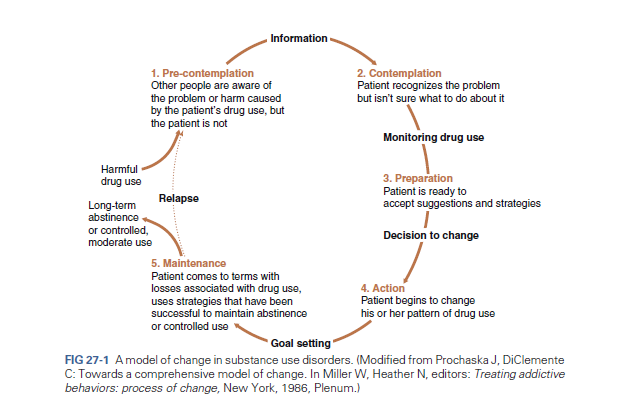 Information
1. Pre-contemplation
Other people are aware of
the problem or harm caused
by the patient's drug use, but
the patient is not
2. Contemplation
Patient recognizes the problem
but isn't sure what to do about it
Monitoring drug use
3. Preparation
Patient is ready to
accept suggestions and strategies
Decision to change
4. Action
Patient begins to change
his or her pattern of drug use
Goal setting
5. Maintenance
Patient comes to terms with
losses associated with drug use,
uses strategies that have been
successful to maintain abstinence
or controlled use
Relapse
Harmful
drug use
Long-term
abstinence
or controlled,
moderate use
FIG 27-1 A model of change in substance use disorders. (Modified from Prochaska J, DiClemente
C: Towards a comprehensive model of change. In Miller W, Heather N, editors: Treating addictive
behaviors: process of change, New York, 1986, Plenum.)